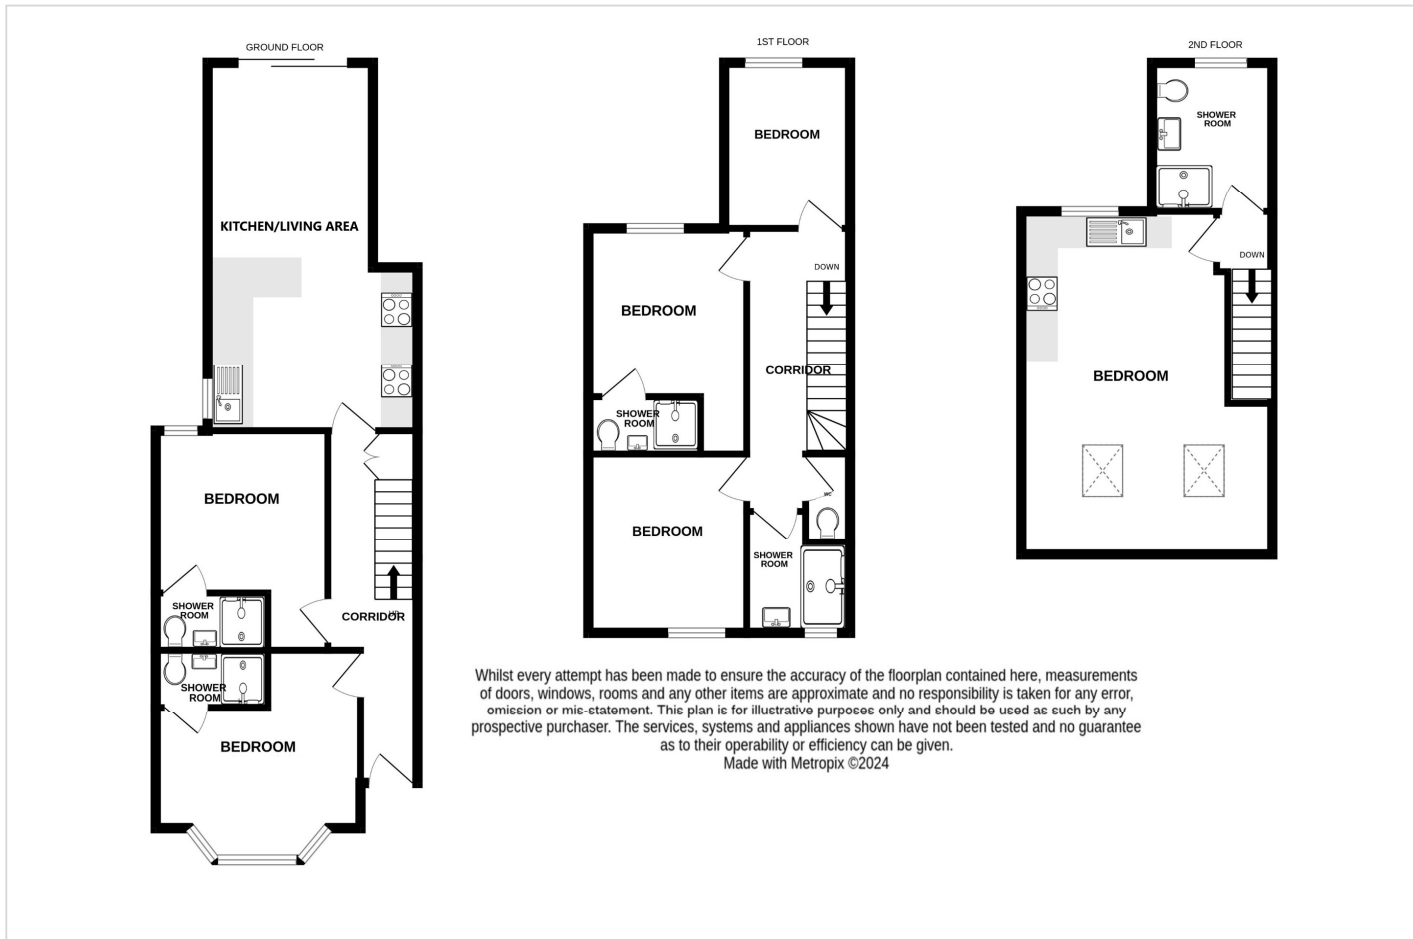 GROUND FLOOR
KITCHEN/LIVING AREA
BEDROOM
SHOWER
ROOM
UP
CORRIDOR
SHOWER
ROOM
BEDROOM
1ST FLOOR
BEDROOM
DOWN
BEDROOM
CORRIDOR
SHOWER
ROOM
WC
BEDROOM
SHOWER
ROOM
2ND FLOOR
SHOWER
ROOM
DOWN
BEDROOM
Whilst every attempt has been made to ensure the accuracy of the floorplan contained here, measurements
of doors, windows, rooms and any other items are approximate and no responsibility is taken for any error,
omission or mis-statement. This plan is for illustrative purposes only and should be used as such by any
prospective purchaser. The services, systems and appliances shown have not been tested and no guarantee
as to their operability or efficiency can be given.
Made with Metropix ©2024